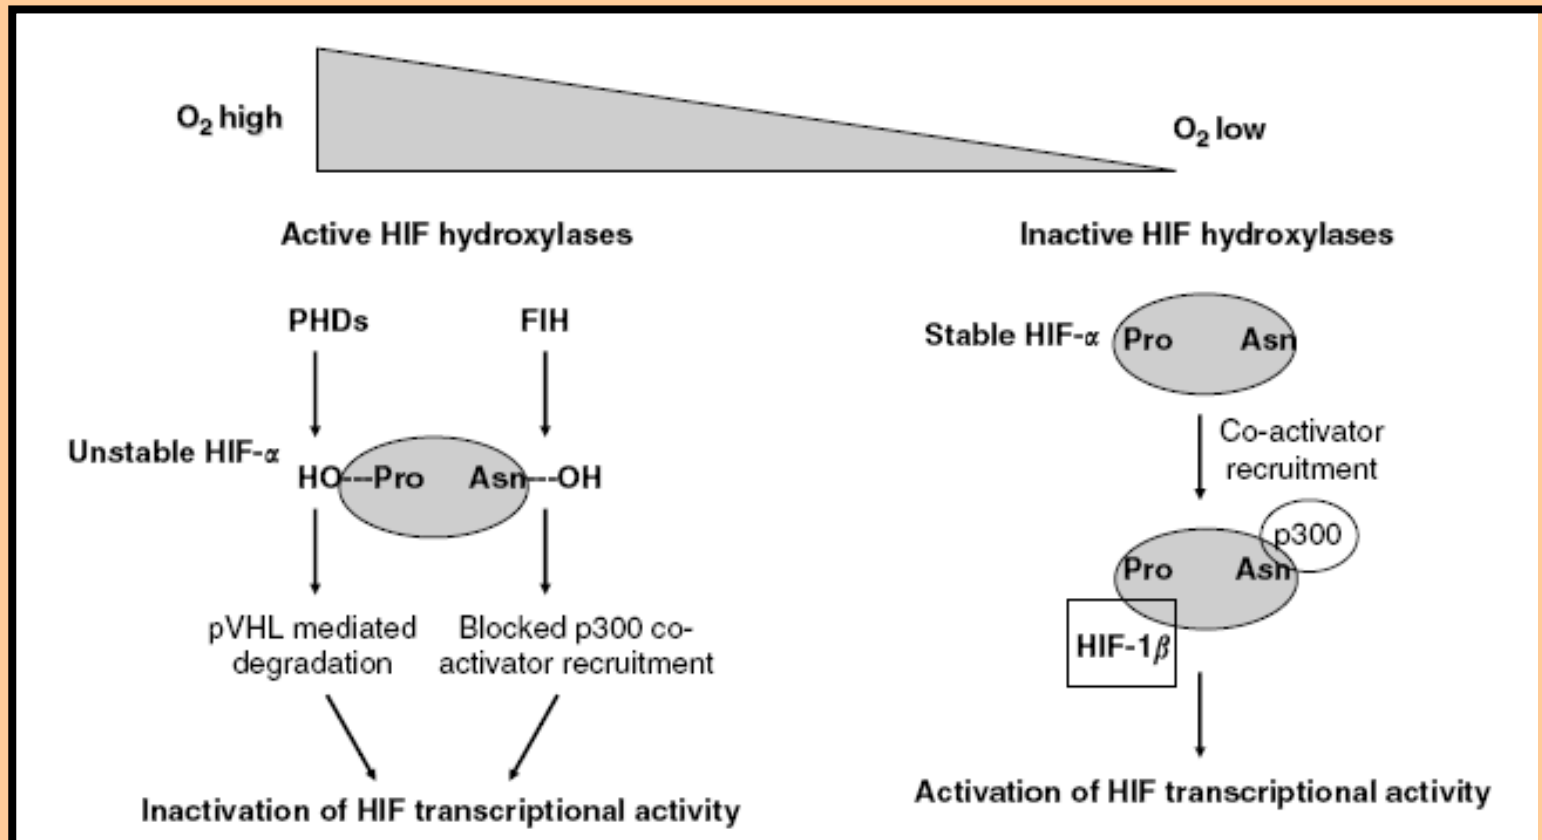 O₂ high
O₂ low
Active HIF hydroxylases
Inactive HIF hydroxylases
PHDs
FIH
Unstable HIF-α
HO---Pro
Asn---OH
pVHL mediated
degradation
Blocked p300 co-
activator recruitment
Inactivation of HIF transcriptional activity
Stable HIF-α
Pro
Asn
Co-activator
recruitment
p300
Pro
Asn
HIF-1β
Activation of HIF transcriptional activity